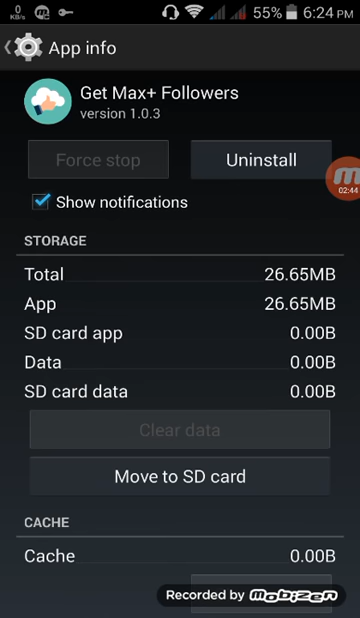 0
KB/s
55% 6:24 PM
App info
Get Max+ Followers
version 1.0.3
Force stop
Uninstall
Show notifications
02:44
STORAGE
Total 26.65MB
App 26.65MB
SD card app 0.00B
Data 0.00B
SD card data 0.00B
Clear data
Move to SD card
CACHE
Cache 0.00B
Recorded by mobizen